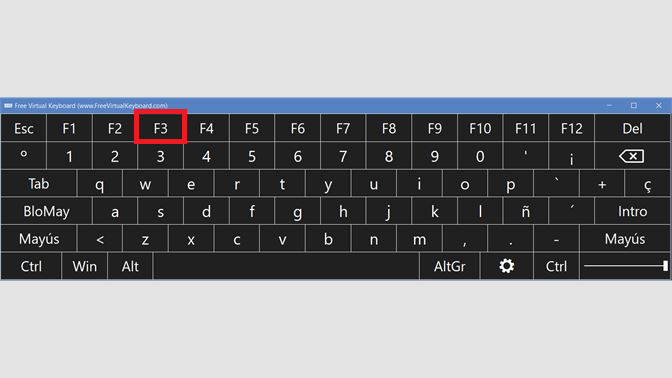 Free Virtual Keyboard (www.FreeVirtualKeyboard.com)
Esc F1 F2 F3 F4 F5 F6 F7 F8 F9 F10 F11 F12 Del
º 1 2 3 4 5 6 7 8 9 0 ' ¡
Tab q w e r t y u i o p ` + ç
BloMay a s d f g h j k l ñ ´ Intro
Mayús < z x c v b n m , . - Mayús
Ctrl Win Alt AltGr Ctrl